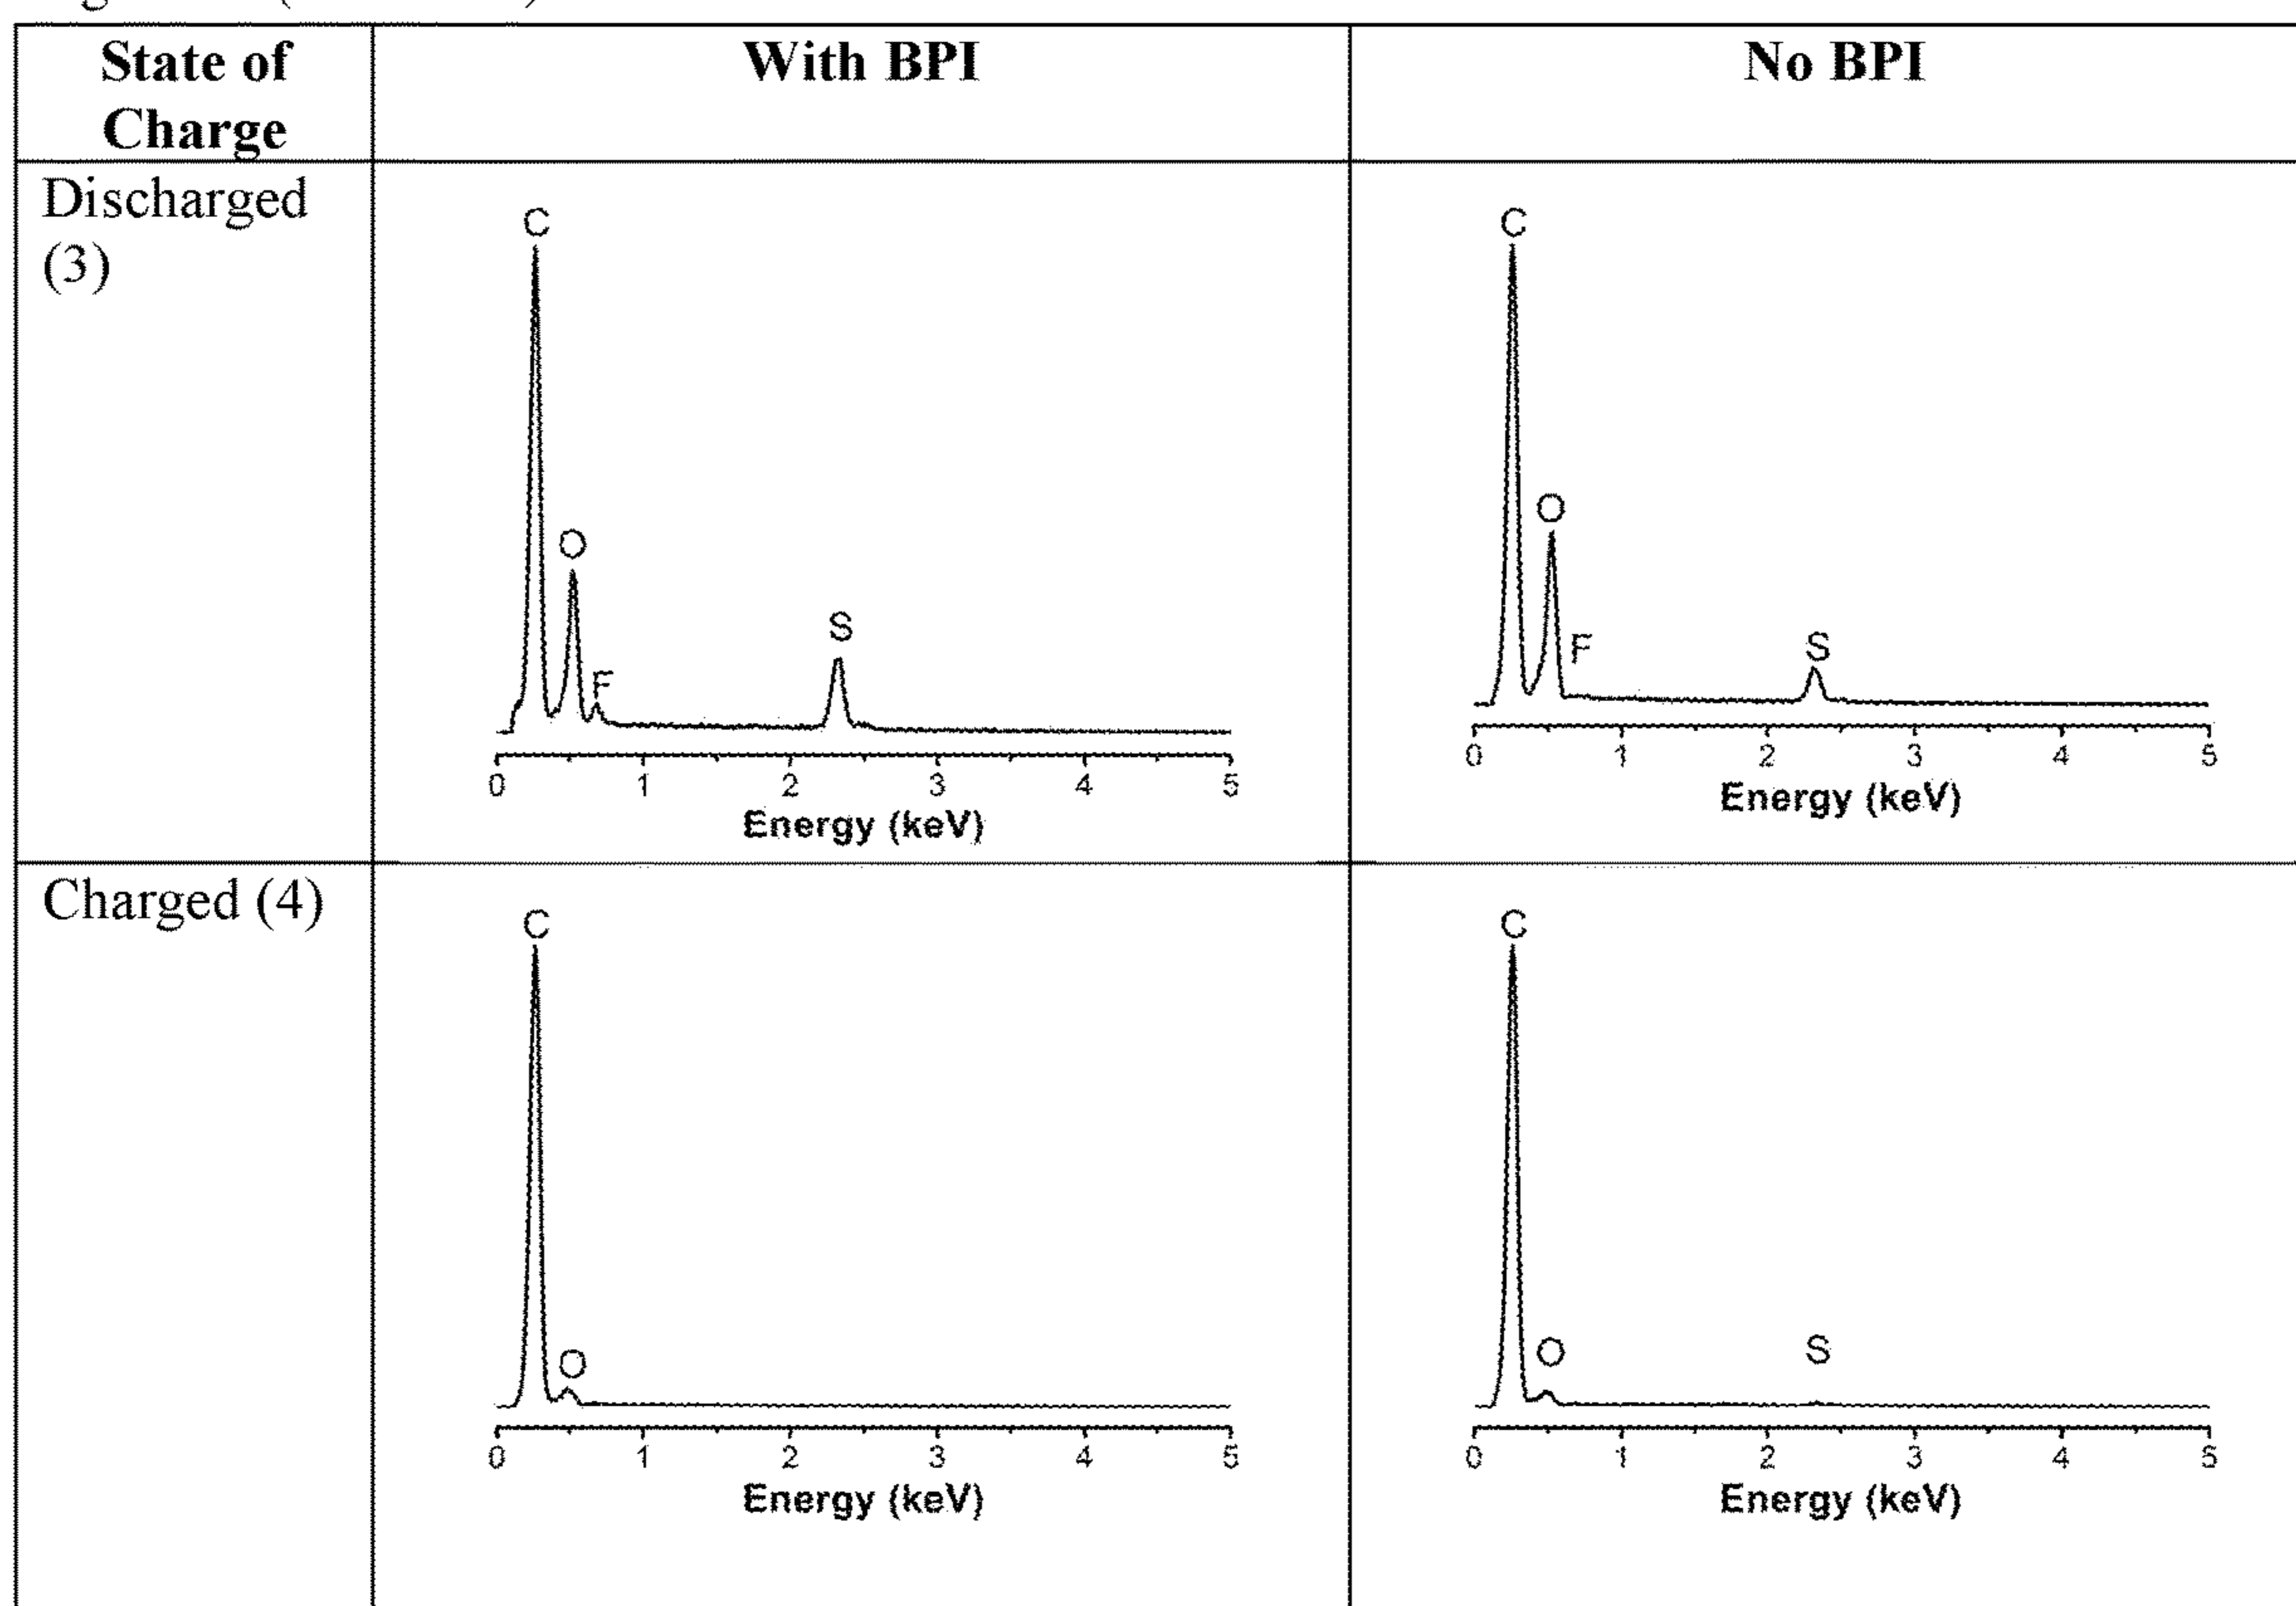 State of
Charge
With BPI
No BPI
Discharged
(3)
C
O
F
S
0 1 2 3 4 5
Energy (keV)
C
O
F
S
0 1 2 3 4 5
Energy (keV)
Charged (4)
C
O
0 1 2 3 4 5
Energy (keV)
C
O
S
0 1 2 3 4 5
Energy (keV)